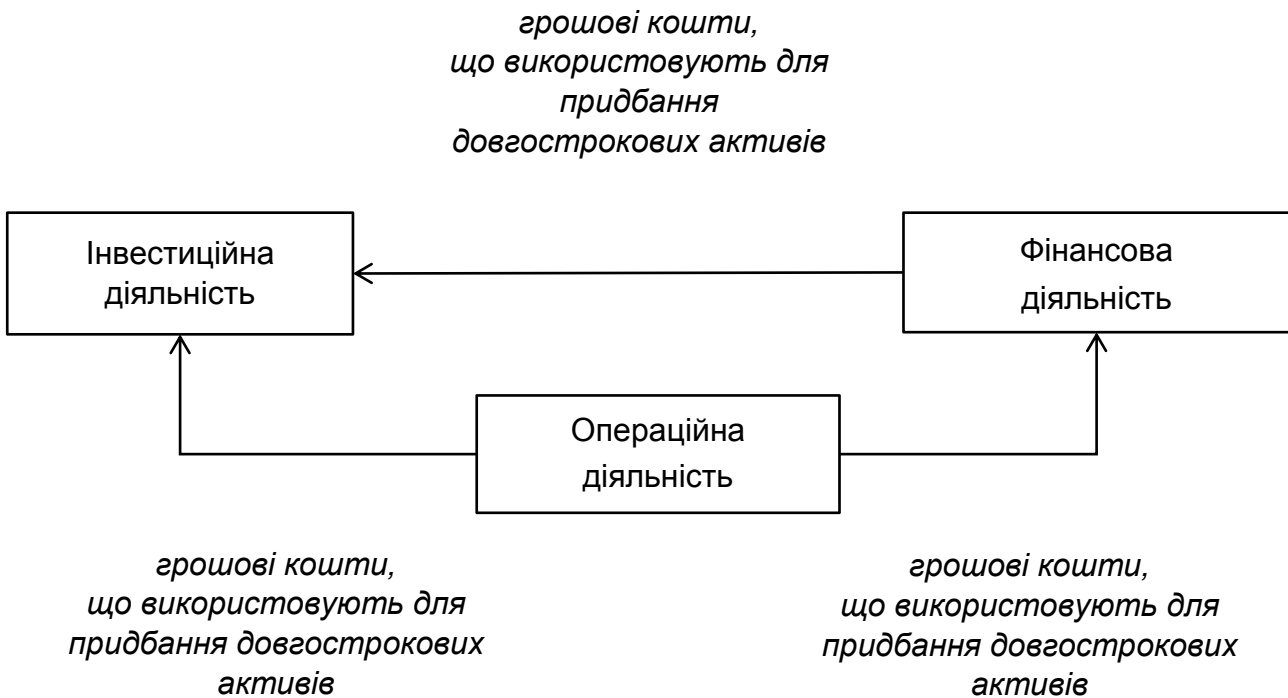 грошові кошти,
що використовують для
придбання
довгострокових активів
Інвестиційна
діяльність
Фінансова
діяльність
Операційна
діяльність
грошові кошти,
що використовують для
придбання довгострокових
активів
грошові кошти,
що використовують для
придбання довгострокових
активів